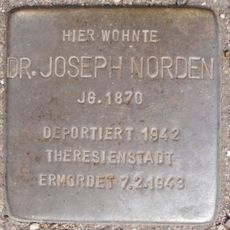 HIER WOHNTE
DR. JOSEPH NORDEN
JG. 1870
DEPORTIERT 1942
THERESIENSTADT
ERMORDET 7.2.1943